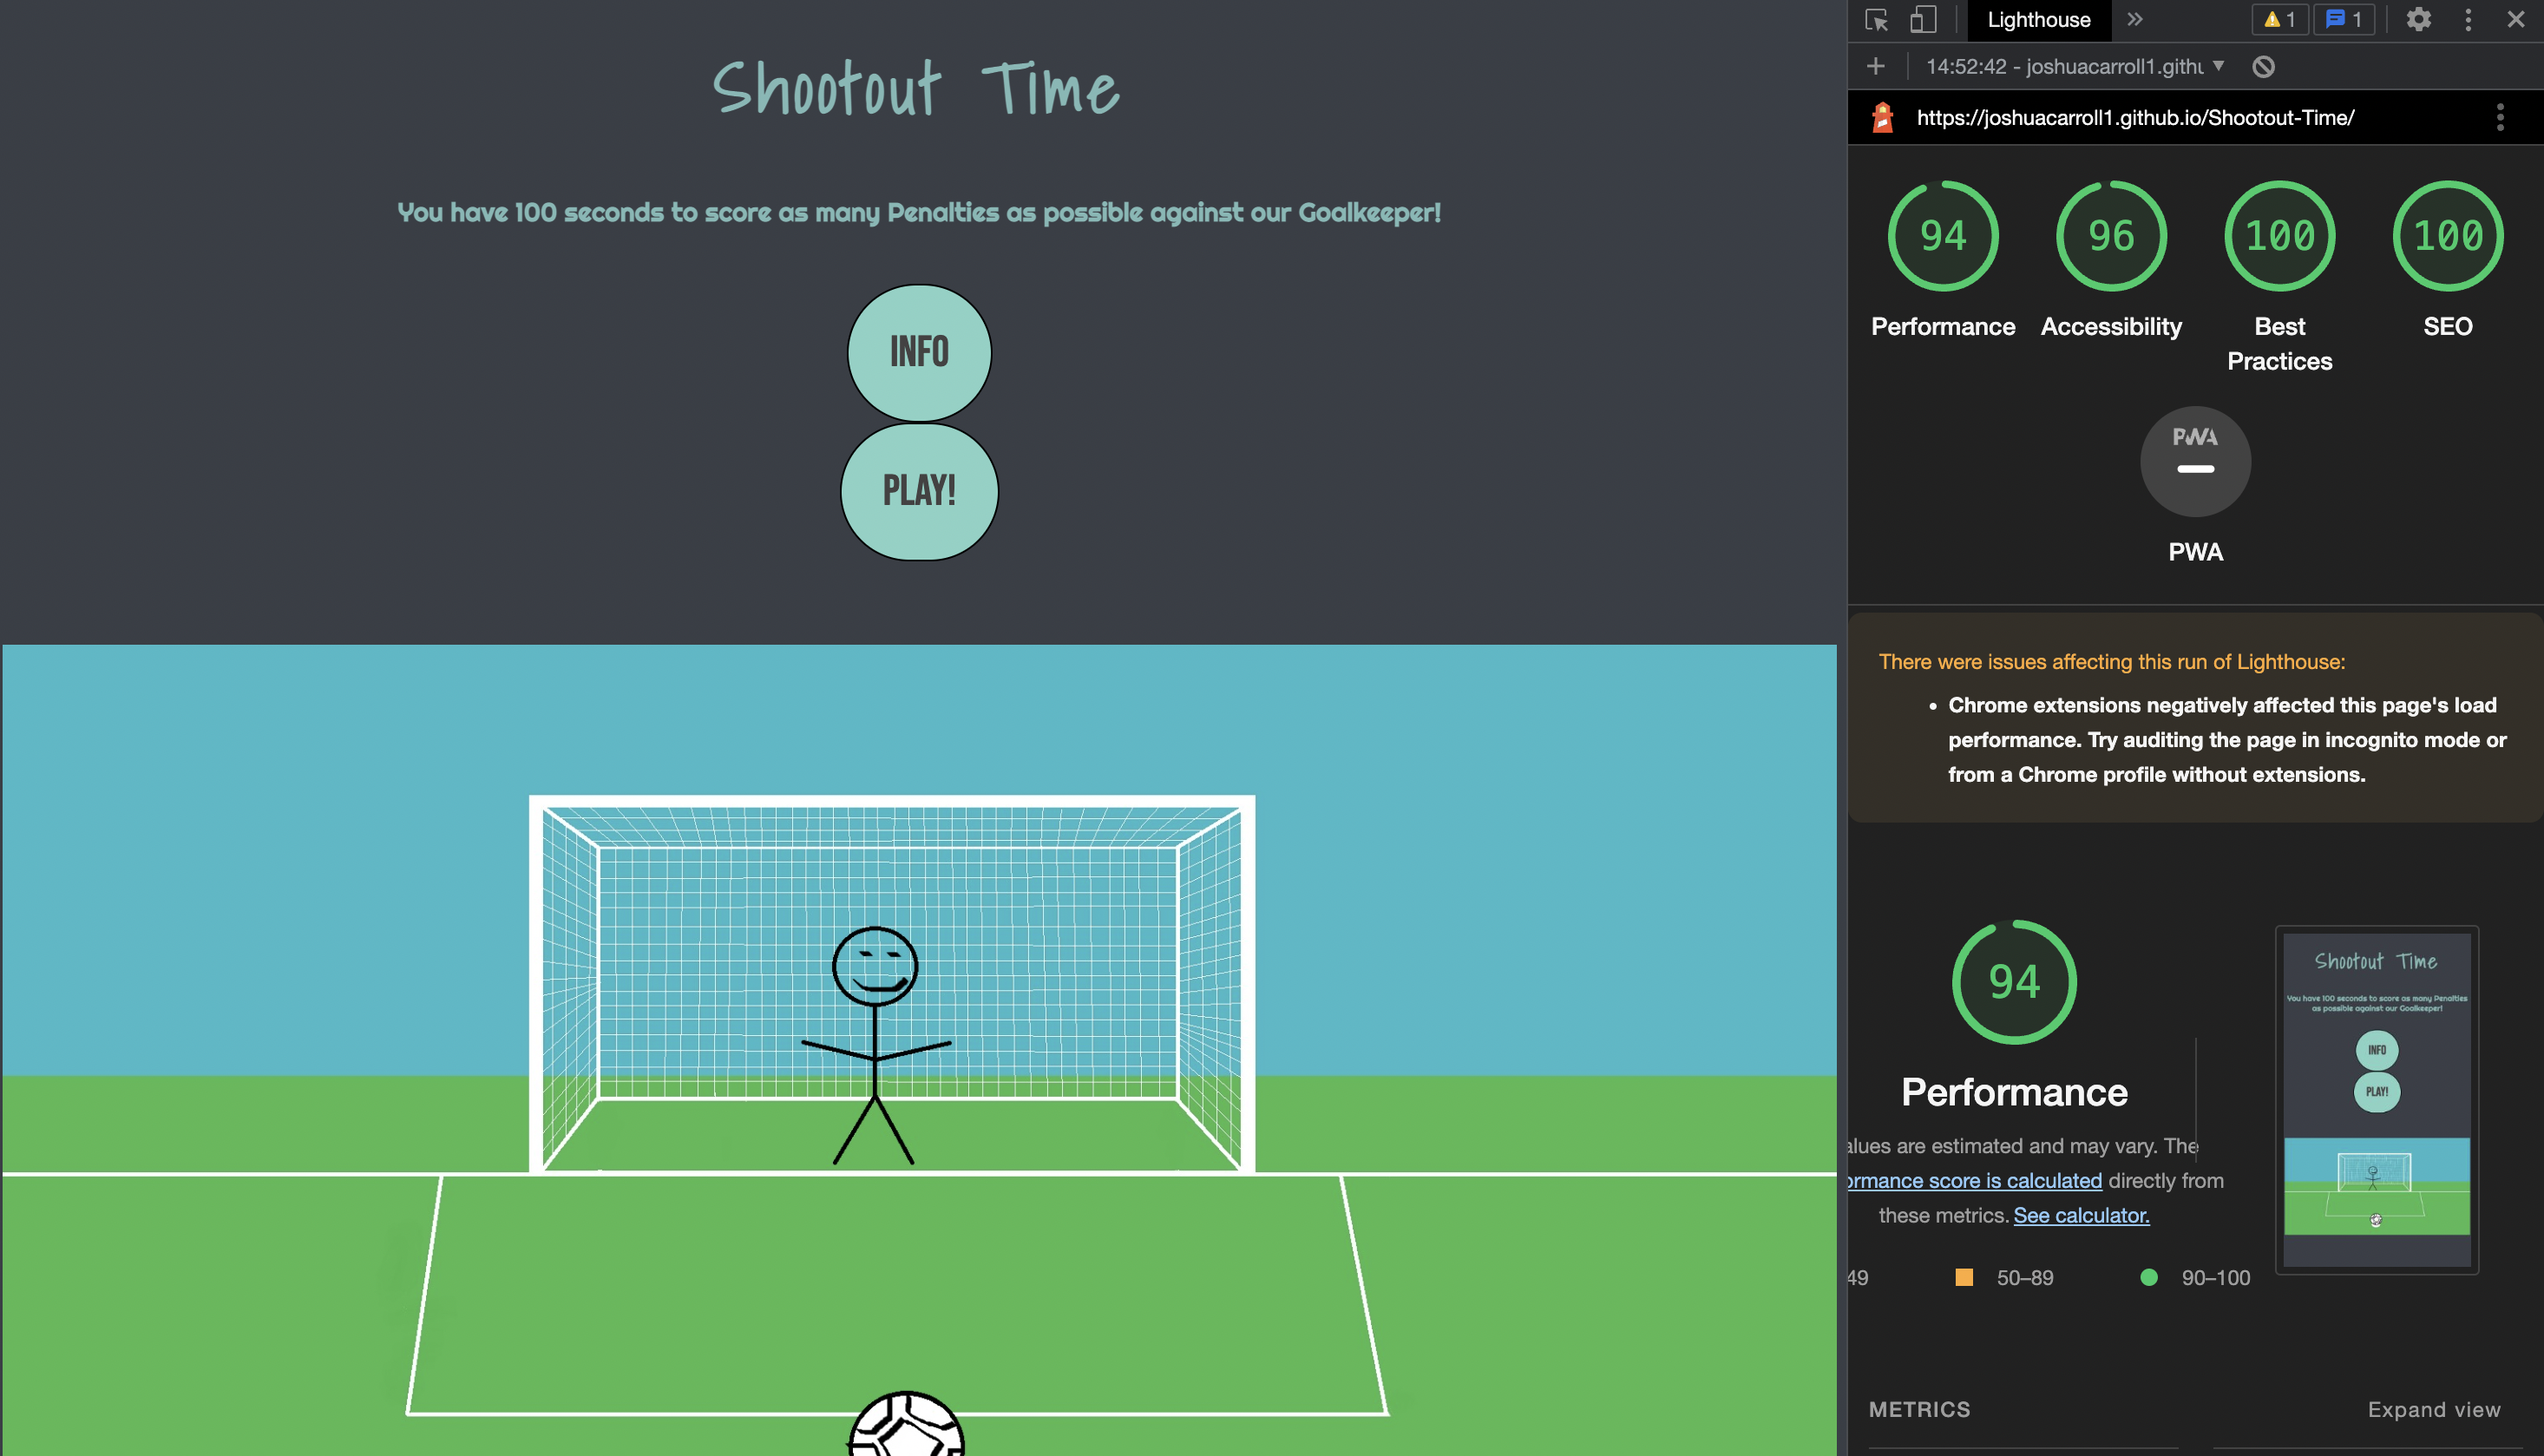 Shootout Time
You have 100 seconds to score as many Penalties as possible against our Goalkeeper!
INFO
PLAY!
Lighthouse
1
1
14:52:42 - joshuacarroll1.githu
https://joshuacarroll1.github.io/Shootout-Time/
94
96
100
100
Performance
Accessibility
Best
Practices
SEO
PWA
PWA
There were issues affecting this run of Lighthouse:
Chrome extensions negatively affected this page's load
performance. Try auditing the page in incognito mode or
from a Chrome profile without extensions.
94
Performance
alues are estimated and may vary. The
ormance score is calculated directly from
these metrics. See calculator.
49
50–89
90–100
Shootout Time
You have 100 seconds to score as many Penalties
as possible against our Goalkeeper!
INFO
PLAY!
METRICS
Expand view